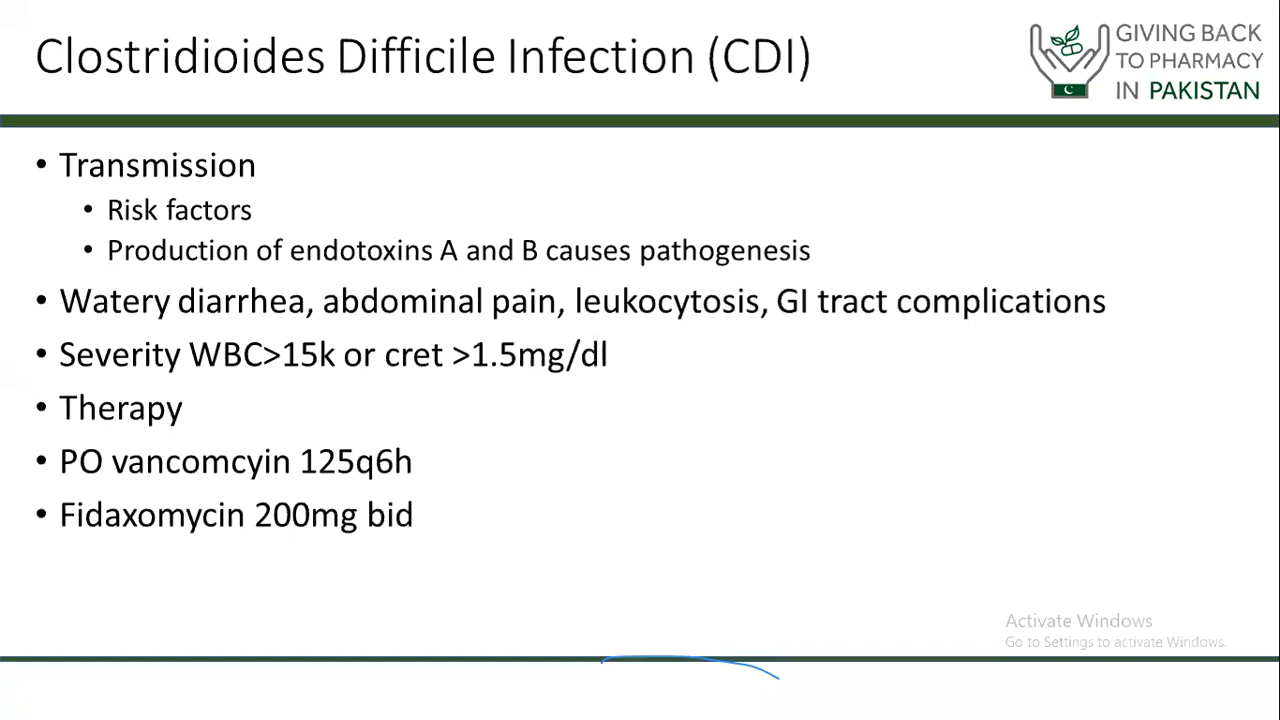 Clostridioides Difficile Infection (CDI)
GIVING BACK
TO PHARMACY
IN PAKISTAN
• Transmission
• Risk factors
• Production of endotoxins A and B causes pathogenesis
• Watery diarrhea, abdominal pain, leukocytosis, GI tract complications
• Severity WBC>15k or cret >1.5mg/dl
• Therapy
• PO vancomcyin 125q6h
• Fidaxomycin 200mg bid
Activate Windows
Go to Settings to activate Windows.